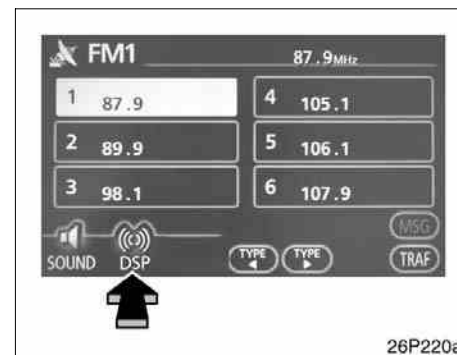 FM1 87.9MHz
1 87.9 4 105.1
2 89.9 5 106.1
3 98.1 6 107.9
MSG
SOUND DSP TYPE TYPE TRAF
26P220a